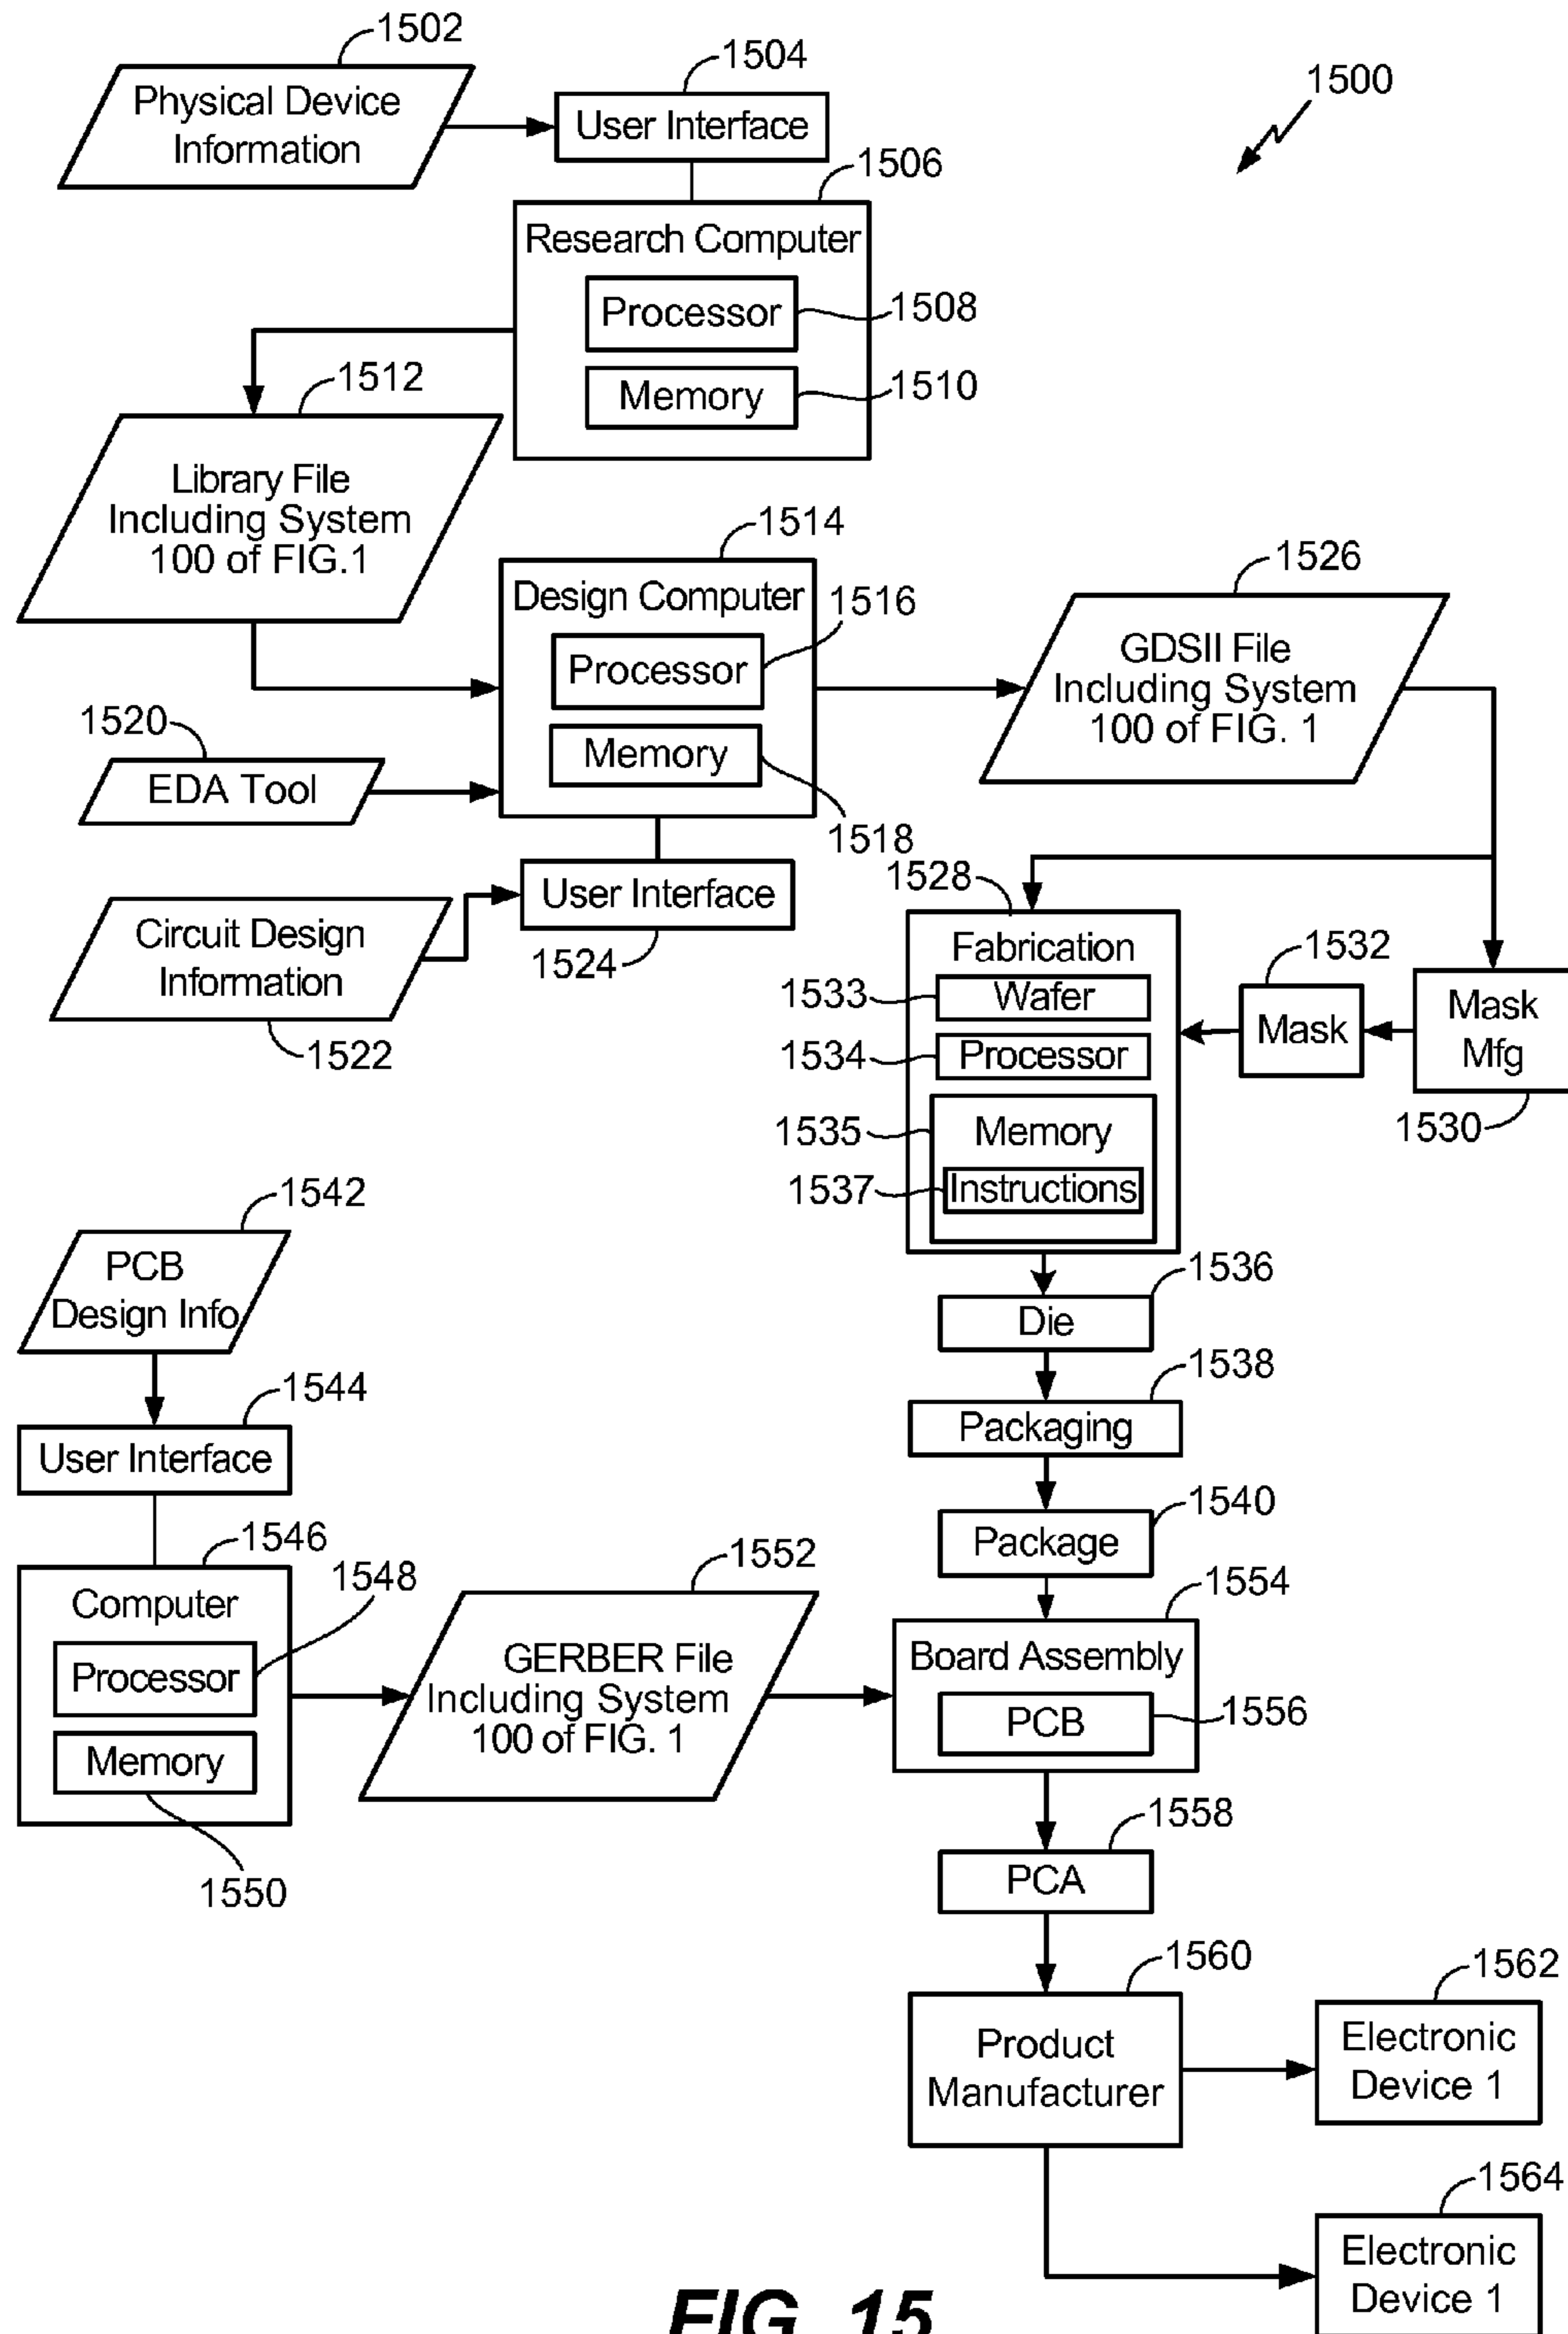 1502
Physical Device
Information
1504
User Interface
1500
1506
Research Computer
Processor
1508
Memory
1510
1512
Library File
Including System
100 of FIG.1
1514
Design Computer
1516
Processor
Memory
1518
1520
EDA Tool
1522
Circuit Design
Information
User Interface
1524
1526
GDSII File
Including System
100 of FIG. 1
1528
Fabrication
1533
Wafer
1534
Processor
1535
Memory
1537
Instructions
1532
Mask
Mask
Mfg
1530
1536
Die
1538
Packaging
1540
Package
1542
PCB
Design Info
1544
User Interface
1546
1548
Computer
Processor
Memory
1550
1552
GERBER File
Including System
100 of FIG. 1
1554
Board Assembly
PCB
1556
1558
PCA
1560
Product
Manufacturer
1562
Electronic
Device 1
1564
Electronic
Device 1
FIG. 15